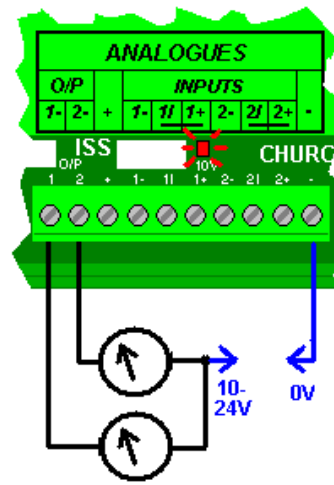 ANALOGUES
O/P INPUTS
1- 2- + 1- 1I 1+ 2- 2I 2+ -
ISS CHURC
O/P 10V
1 2 + 1- 1I 1+ 2- 2I 2+ -
10-
24V 0V